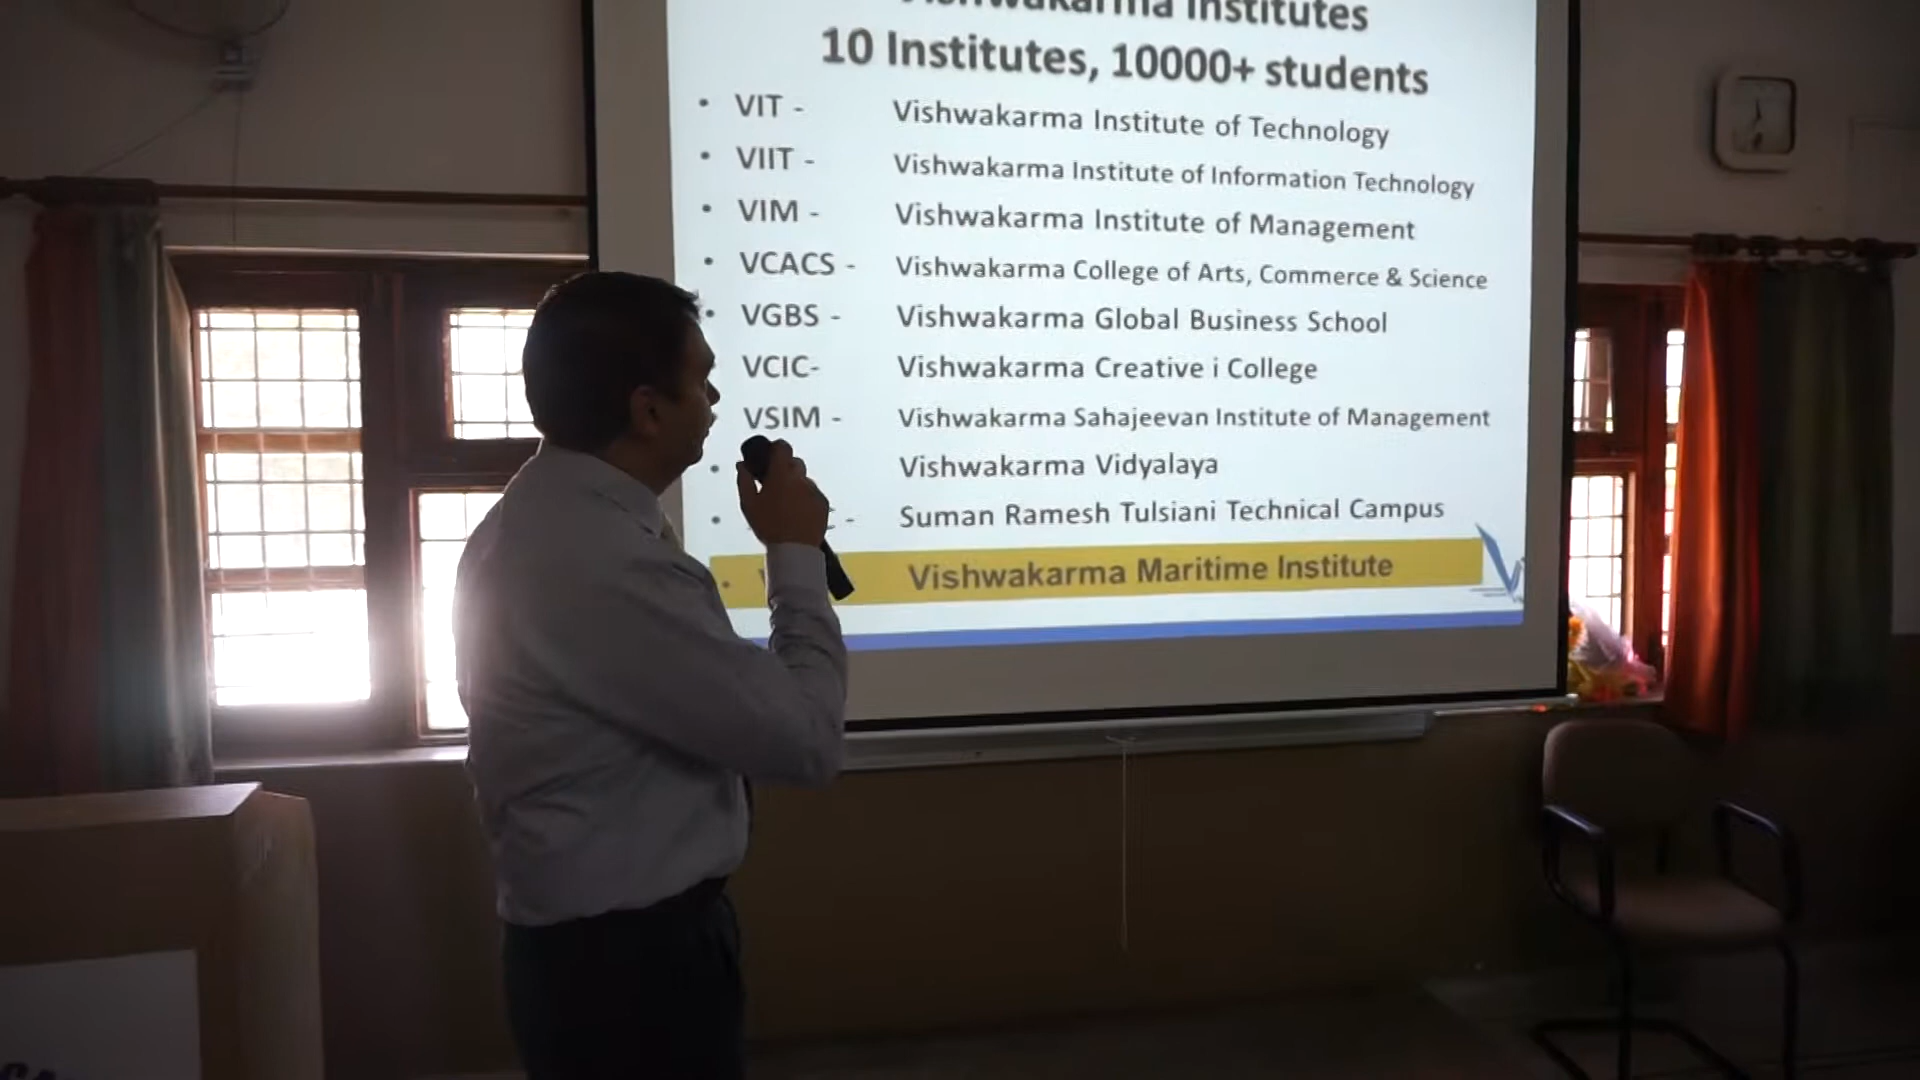 Vishwakarma Institutes
10 Institutes, 10000+ students
• VIT - Vishwakarma Institute of Technology
• VIIT - Vishwakarma Institute of Information Technology
• VIM - Vishwakarma Institute of Management
• VCACS - Vishwakarma College of Arts, Commerce & Science
• VGBS - Vishwakarma Global Business School
VCIC- Vishwakarma Creative i College
VSIM - Vishwakarma Sahajeevan Institute of Management
• Vishwakarma Vidyalaya
• - Suman Ramesh Tulsiani Technical Campus
• Vishwakarma Maritime Institute